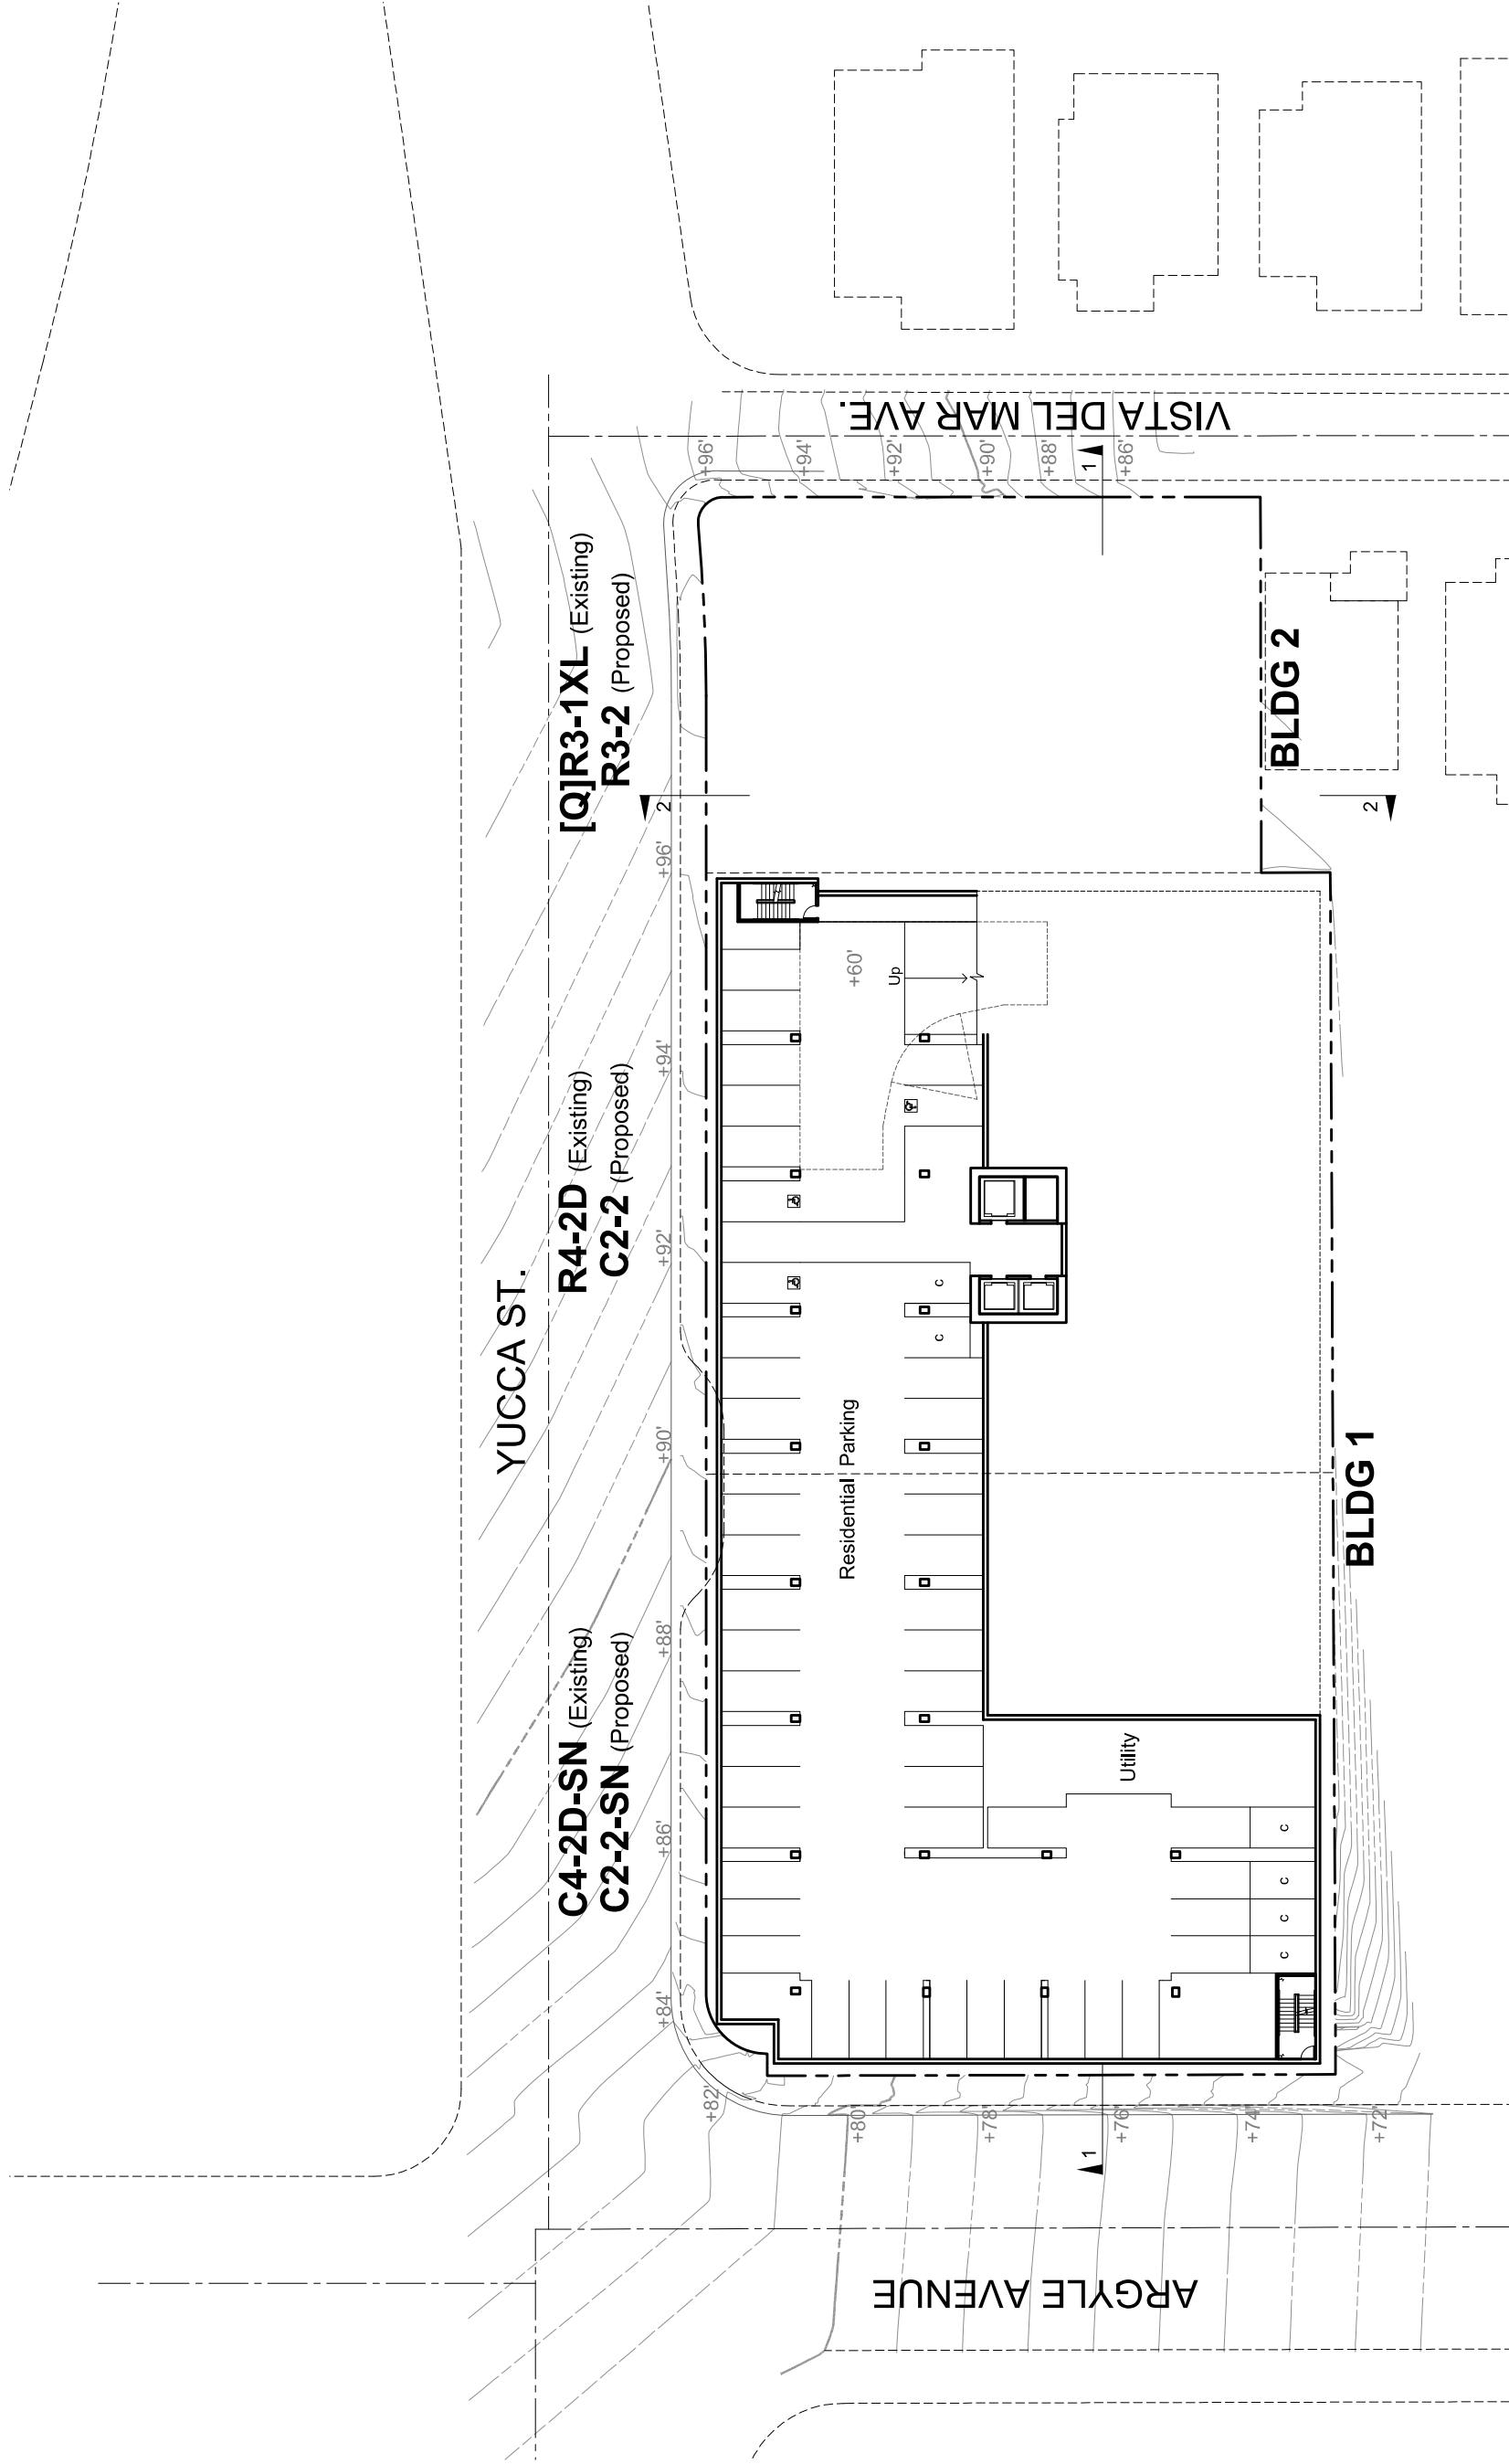 YUCCA ST.
C4-2D-SN (Existing)
C2-2-SN (Proposed)
R4-2D (Existing)
C2-2 (Proposed)
[Q]R3-1XL (Existing)
R3-2 (Proposed)
+84'
+86'
+88'
+90'
+92'
+94'
+96'
2
+82'
+80'
+78'
+76'
+74'
+72'
1
ARGYLE AVENUE
Residential Parking
+60'
Up
c
c
Utility
c
c
c
c
BLDG 1
BLDG 2
2
+96'
+94'
+92'
+90'
+88'
+86'
1
VISTA DEL MAR AVE.